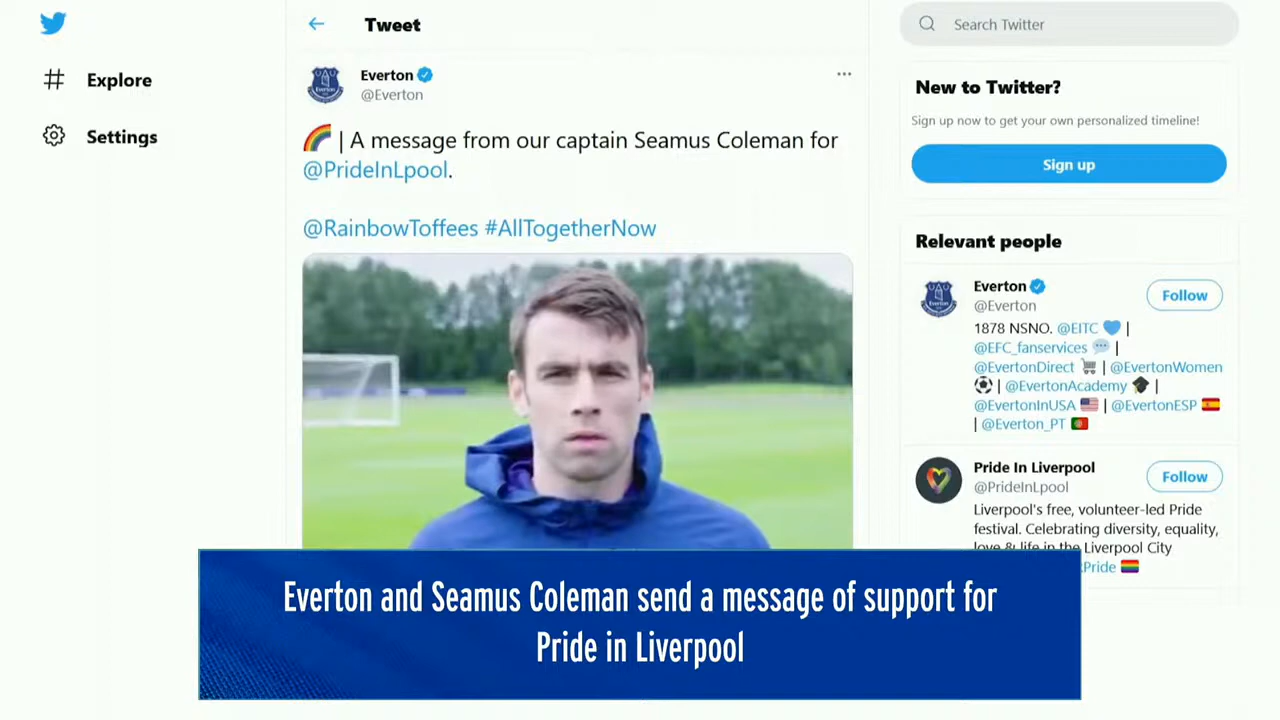 Tweet
Search Twitter
Explore
Settings
Everton
@Everton
| A message from our captain Seamus Coleman for
@PrideInLpool.
@RainbowToffees #AllTogetherNow
New to Twitter?
Sign up now to get your own personalized timeline!
Sign up
Relevant people
Everton
@Everton
Follow
1878 NSNO. @EITC 💙 |
@EFC_fanservices 💬 |
@EvertonDirect 🛒 | @EvertonWomen
⚽ | @EvertonAcademy 🎓 |
@EvertonInUSA 🇺🇸 | @EvertonESP 🇪🇸
| @Everton_PT 🇵🇹
Pride In Liverpool
@PrideInLpool
Follow
Liverpool's free, volunteer-led Pride
festival. Celebrating diversity, equality,
love & life in the Liverpool City
Pride
Everton and Seamus Coleman send a message of support for
Pride in Liverpool